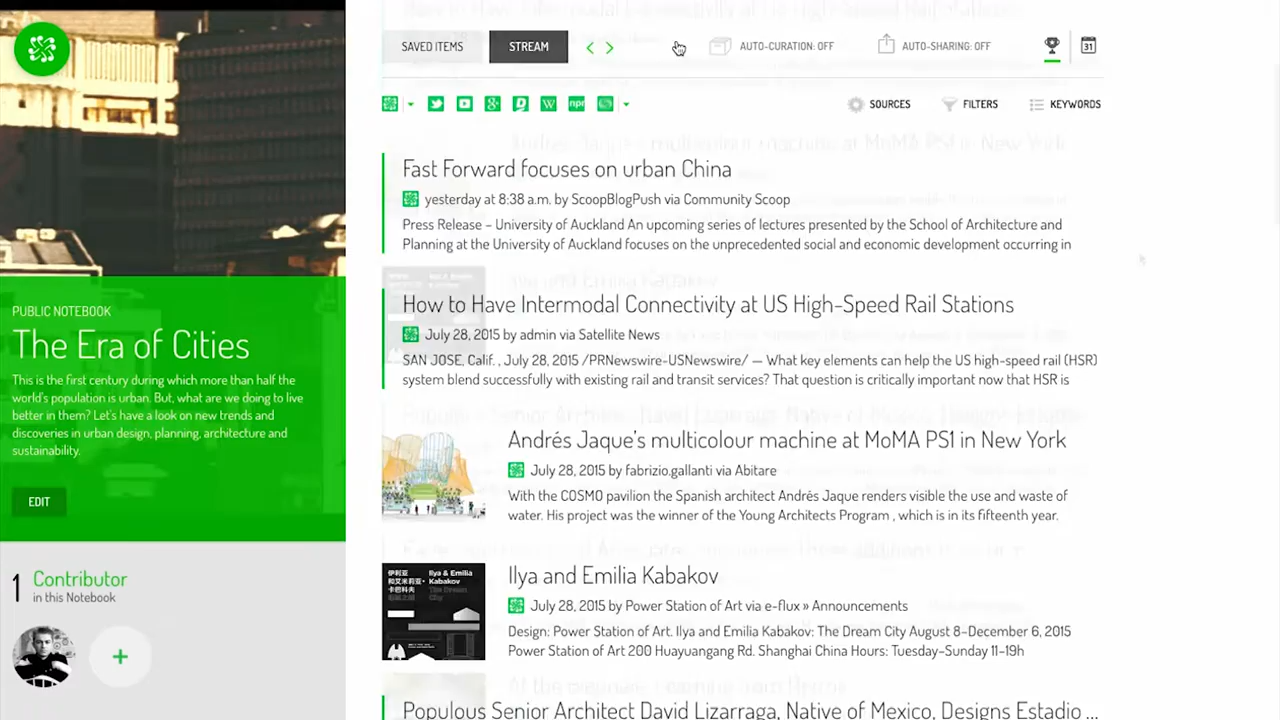 SAVED ITEMS
STREAM
AUTO-CURATION: OFF
AUTO-SHARING: OFF
31
W
npr
SOURCES
FILTERS
KEYWORDS
Fast Forward focuses on urban China
yesterday at 8:38 a.m. by ScoopBlogPush via Community Scoop
Press Release – University of Auckland An upcoming series of lectures presented by the School of Architecture and
Planning at the University of Auckland focuses on the unprecedented social and economic development occurring in
How to Have Intermodal Connectivity at US High-Speed Rail Stations
July 28, 2015 by admin via Satellite News
SAN JOSE, Calif. , July 28, 2015 /PRNewswire-USNewswire/ — What key elements can help the US high-speed rail (HSR)
system blend successfully with existing rail and transit services? That question is critically important now that HSR is
Andrés Jaque's multicolour machine at MoMA PS1 in New York
July 28, 2015 by fabrizio.gallanti via Abitare
With the COSMO pavilion the Spanish architect Andrés Jaque renders visible the use and waste of
water. His project was the winner of the Young Architects Program , which is in its fifteenth year.
Ilya and Emilia Kabakov
July 28, 2015 by Power Station of Art via e-flux » Announcements
Design: Power Station of Art. Ilya and Emilia Kabakov: The Dream City August 8–December 6, 2015
Power Station of Art 200 Huayuangang Rd. Shanghai China Hours: Tuesday–Sunday 11–19h
Ilya & Emilia
Kabakov
The Dream
City
Populous Senior Architect David Lizarraga, Native of Mexico, Designs Estadio ...
PUBLIC NOTEBOOK
The Era of Cities
This is the first century during which more than half the
world's population is urban. But, what are we doing to live
better in them? Let's have a look on new trends and
discoveries in urban design, planning, architecture and
sustainability.
EDIT
1 Contributor
in this Notebook